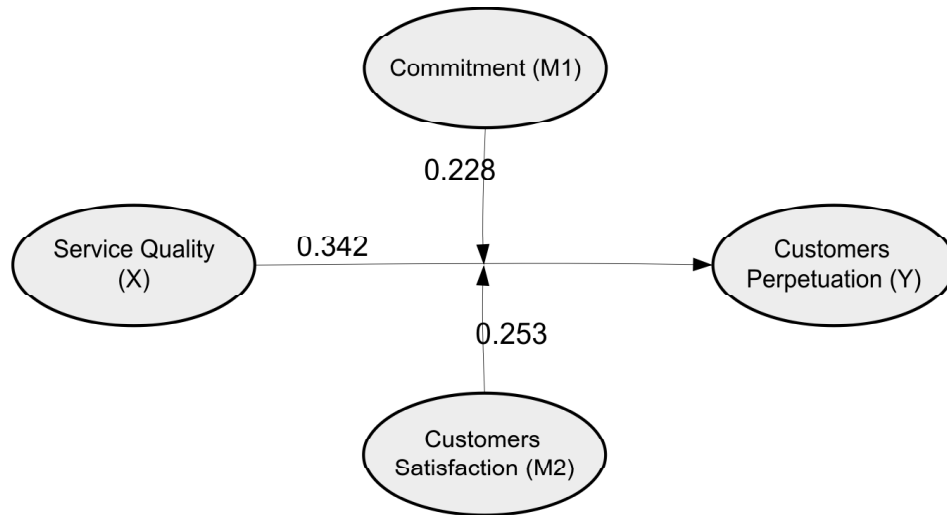 Commitment (M1)
0.228
Service Quality
(X)
0.342
Customers
Perpetuation (Y)
0.253
Customers
Satisfaction (M2)